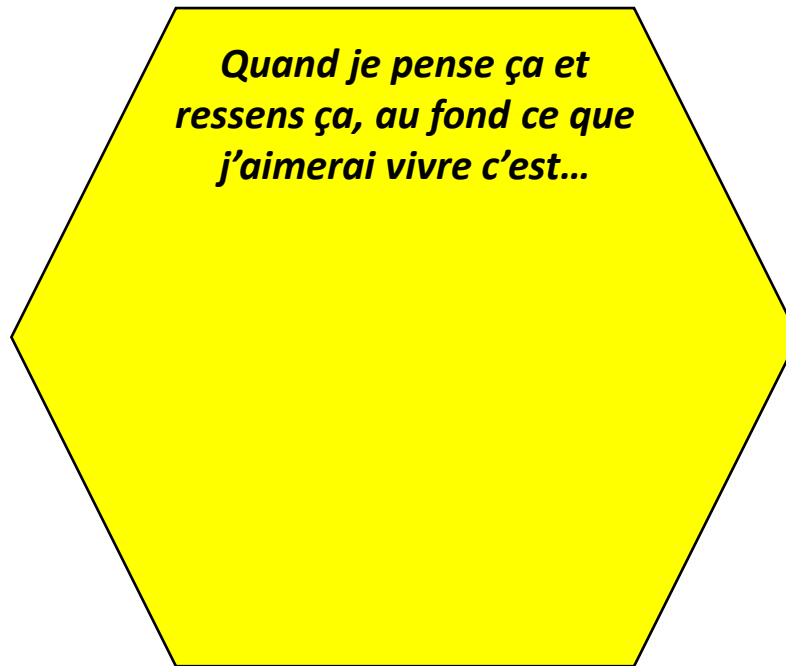 Quand je pense ça et
ressens ça, au fond ce que
j’aimerai vivre c’est…